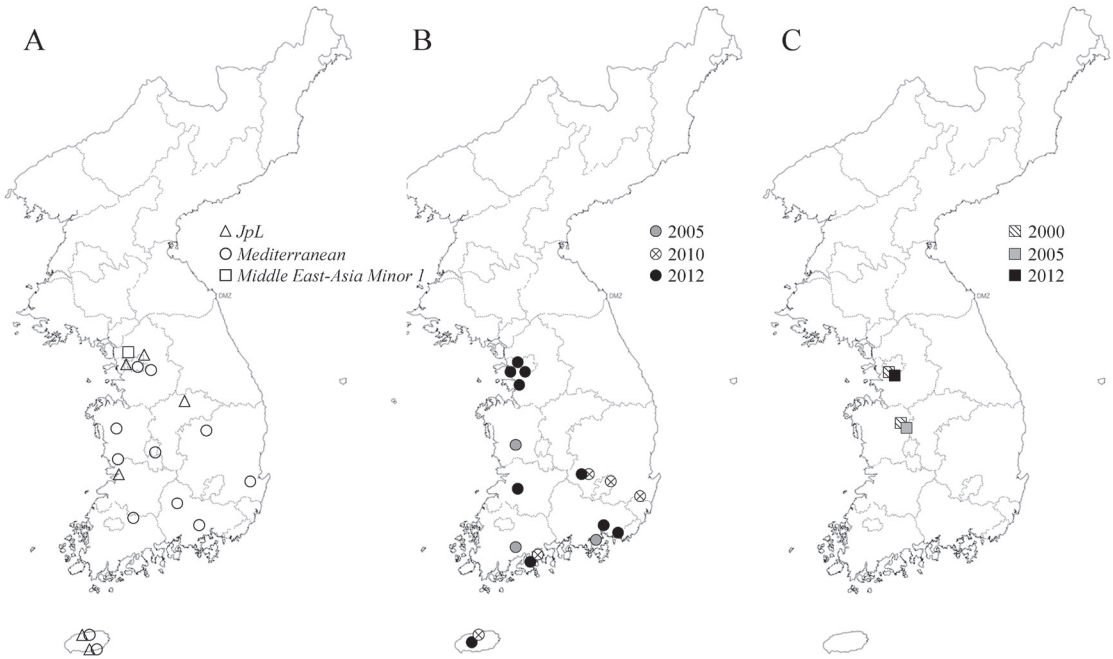 A
B
C
JpL
Mediterranean
Middle East-Asia Minor 1
DMZ
2005
2010
2012
DMZ
2000
2005
2012
DMZ